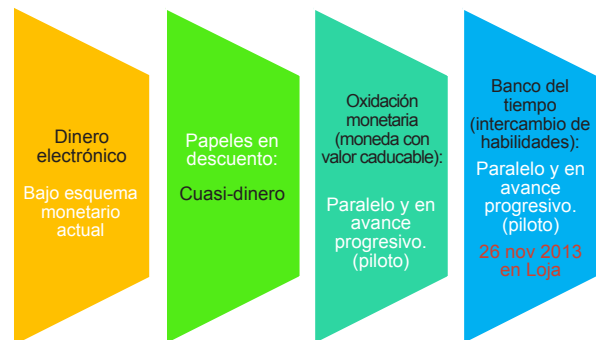 Dinero
electrónico
Bajo esquema
monetario
actual
Papeles en
descuento:
Cuasi-dinero
Oxidación
monetaria
(moneda con
valor caducable):
Paralelo y en
avance
progresivo.
(piloto)
Banco del
tiempo
(intercambio de
habilidades):
Paralelo y en
avance
progresivo.
(piloto)
26 nov 2013
en Loja